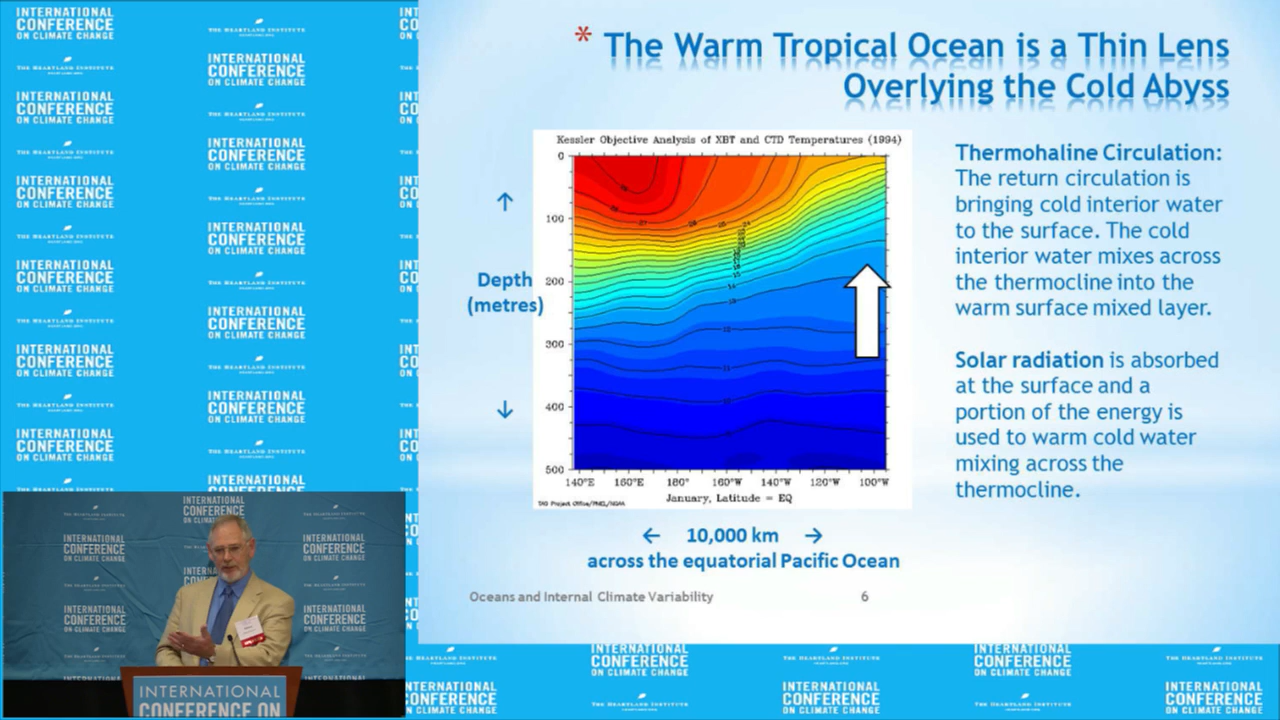 INTERNATIONAL
CONFERENCE
ON CLIMATE CHANGE
THE HEARTLAND INSTITUTE
* The Warm Tropical Ocean is a Thin Lens
Overlying the Cold Abyss
Kessler Objective Analysis of XBT and CTD Temperatures (1994)
0
100
200
300
400
500
Depth
(metres)
140°E 160°E 180° 160°W 140°W 120°W 100°W
January, Latitude = EQ
TAO Project Office/PMEL/NOAA
← 10,000 km →
across the equatorial Pacific Ocean
Thermohaline Circulation:
The return circulation is
bringing cold interior water
to the surface. The cold
interior water mixes across
the thermocline into the
warm surface mixed layer.
Solar radiation is absorbed
at the surface and a
portion of the energy is
used to warm cold water
mixing across the
thermocline.
Oceans and Internal Climate Variability 6
INTERNATIONAL
CONFERENCE ON